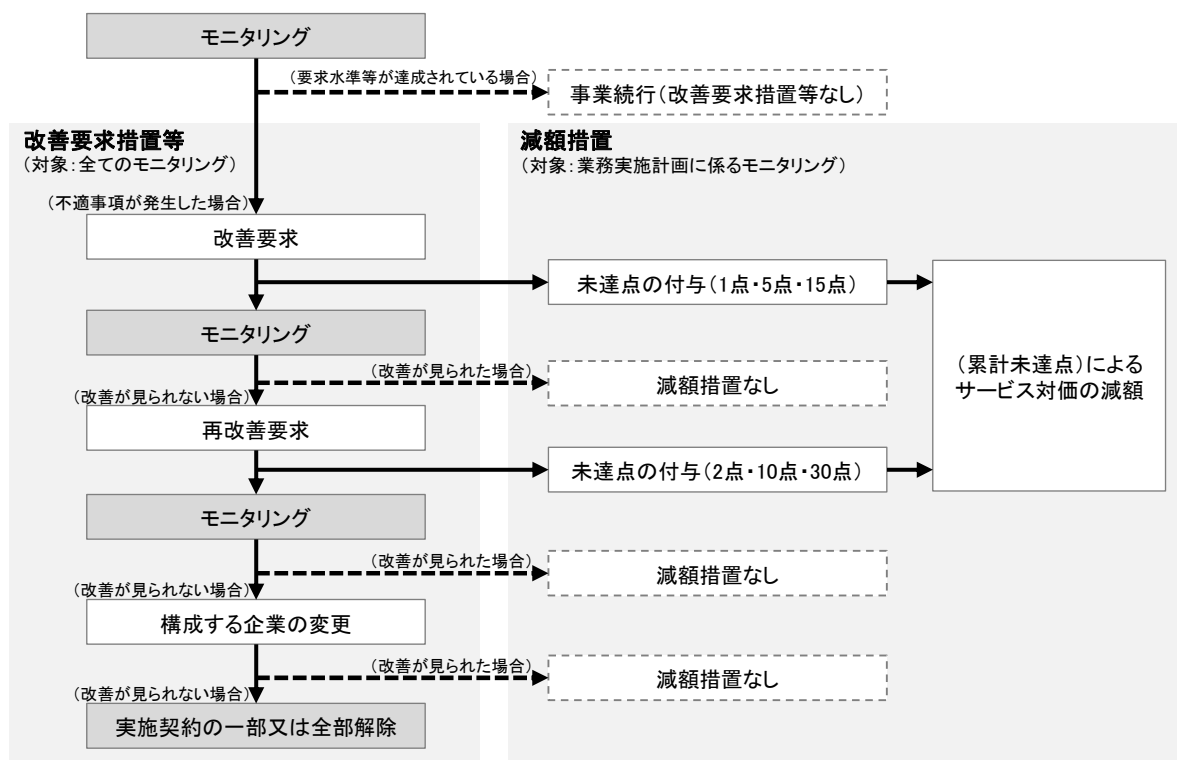 モニタリング
(要求水準等が達成されている場合)
事業続行(改善要求措置等なし)
改善要求措置等
(対象:全てのモニタリング)
減額措置
(対象:業務実施計画に係るモニタリング)
(不適事項が発生した場合)
改善要求
未達点の付与(1点・5点・15点)
モニタリング
(累計未達点)による
サービス対価の減額
(改善が見られた場合)
減額措置なし
(改善が見られない場合)
再改善要求
未達点の付与(2点・10点・30点)
モニタリング
(改善が見られた場合)
減額措置なし
(改善が見られない場合)
構成する企業の変更
(改善が見られた場合)
減額措置なし
(改善が見られない場合)
実施契約の一部又は全部解除